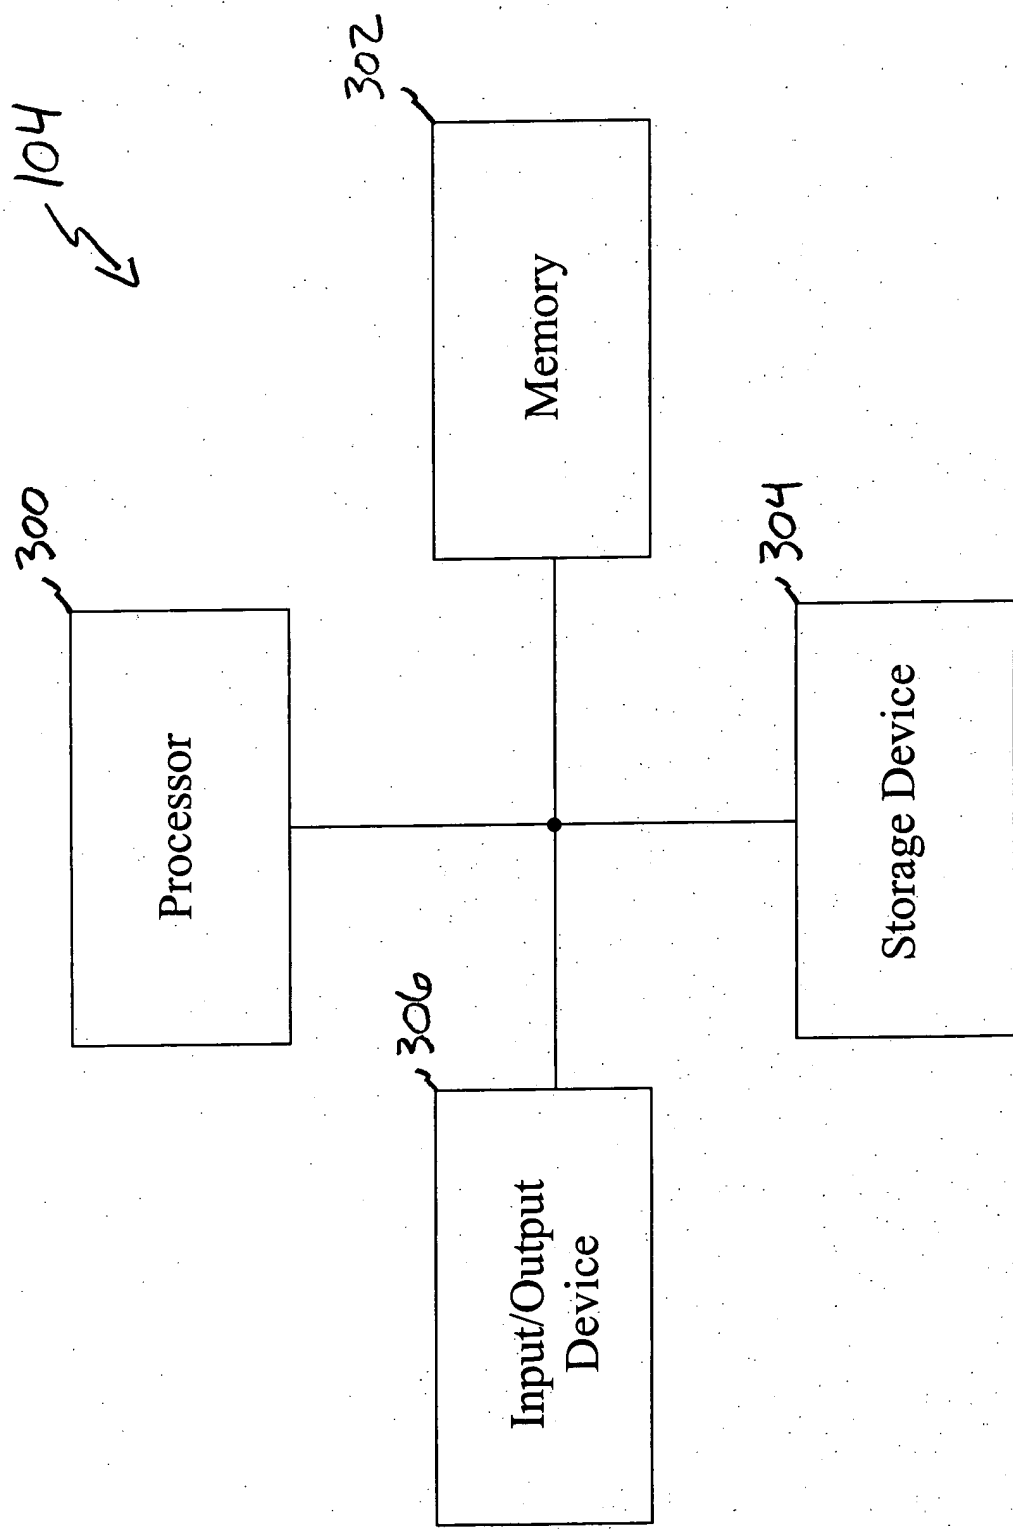 104
300
Processor
302
Memory
306
Input/Output
Device
304
Storage Device